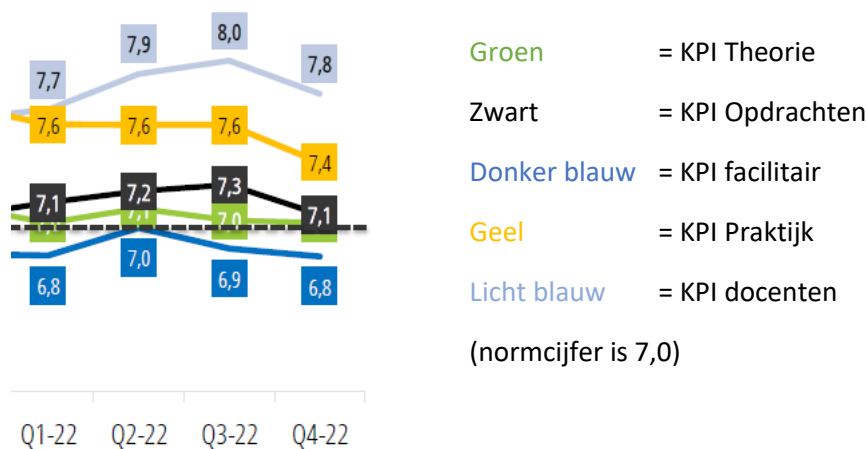 8,0
7,9
7,8
7,7
7,6
7,6
7,6
7,4
7,1
7,2
7,3
7,1
7,1
7,0
6,8
7,0
6,9
6,8
Q1-22
Q2-22
Q3-22
Q4-22
Groen = KPI Theorie
Zwart = KPI Opdrachten
Donker blauw = KPI facilitair
Geel = KPI Praktijk
Licht blauw = KPI docenten
(normcijfer is 7,0)